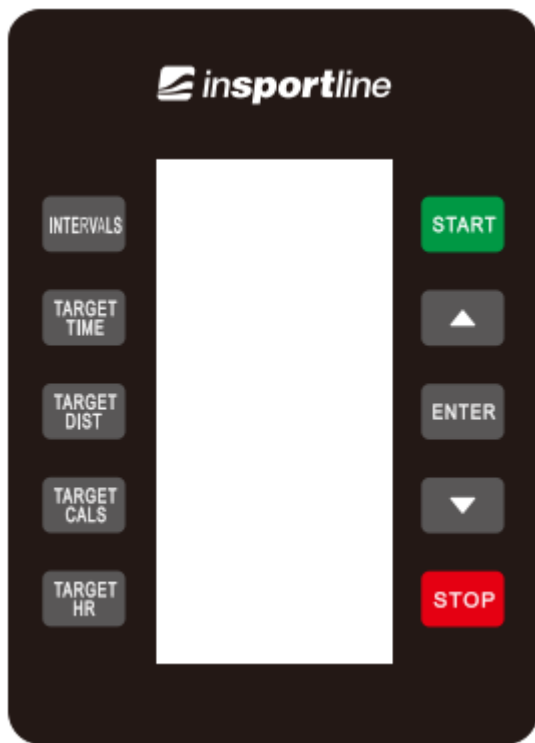 insportline
INTERVALS
START
TARGET
TIME
TARGET
DIST
ENTER
TARGET
CALS
TARGET
HR
STOP